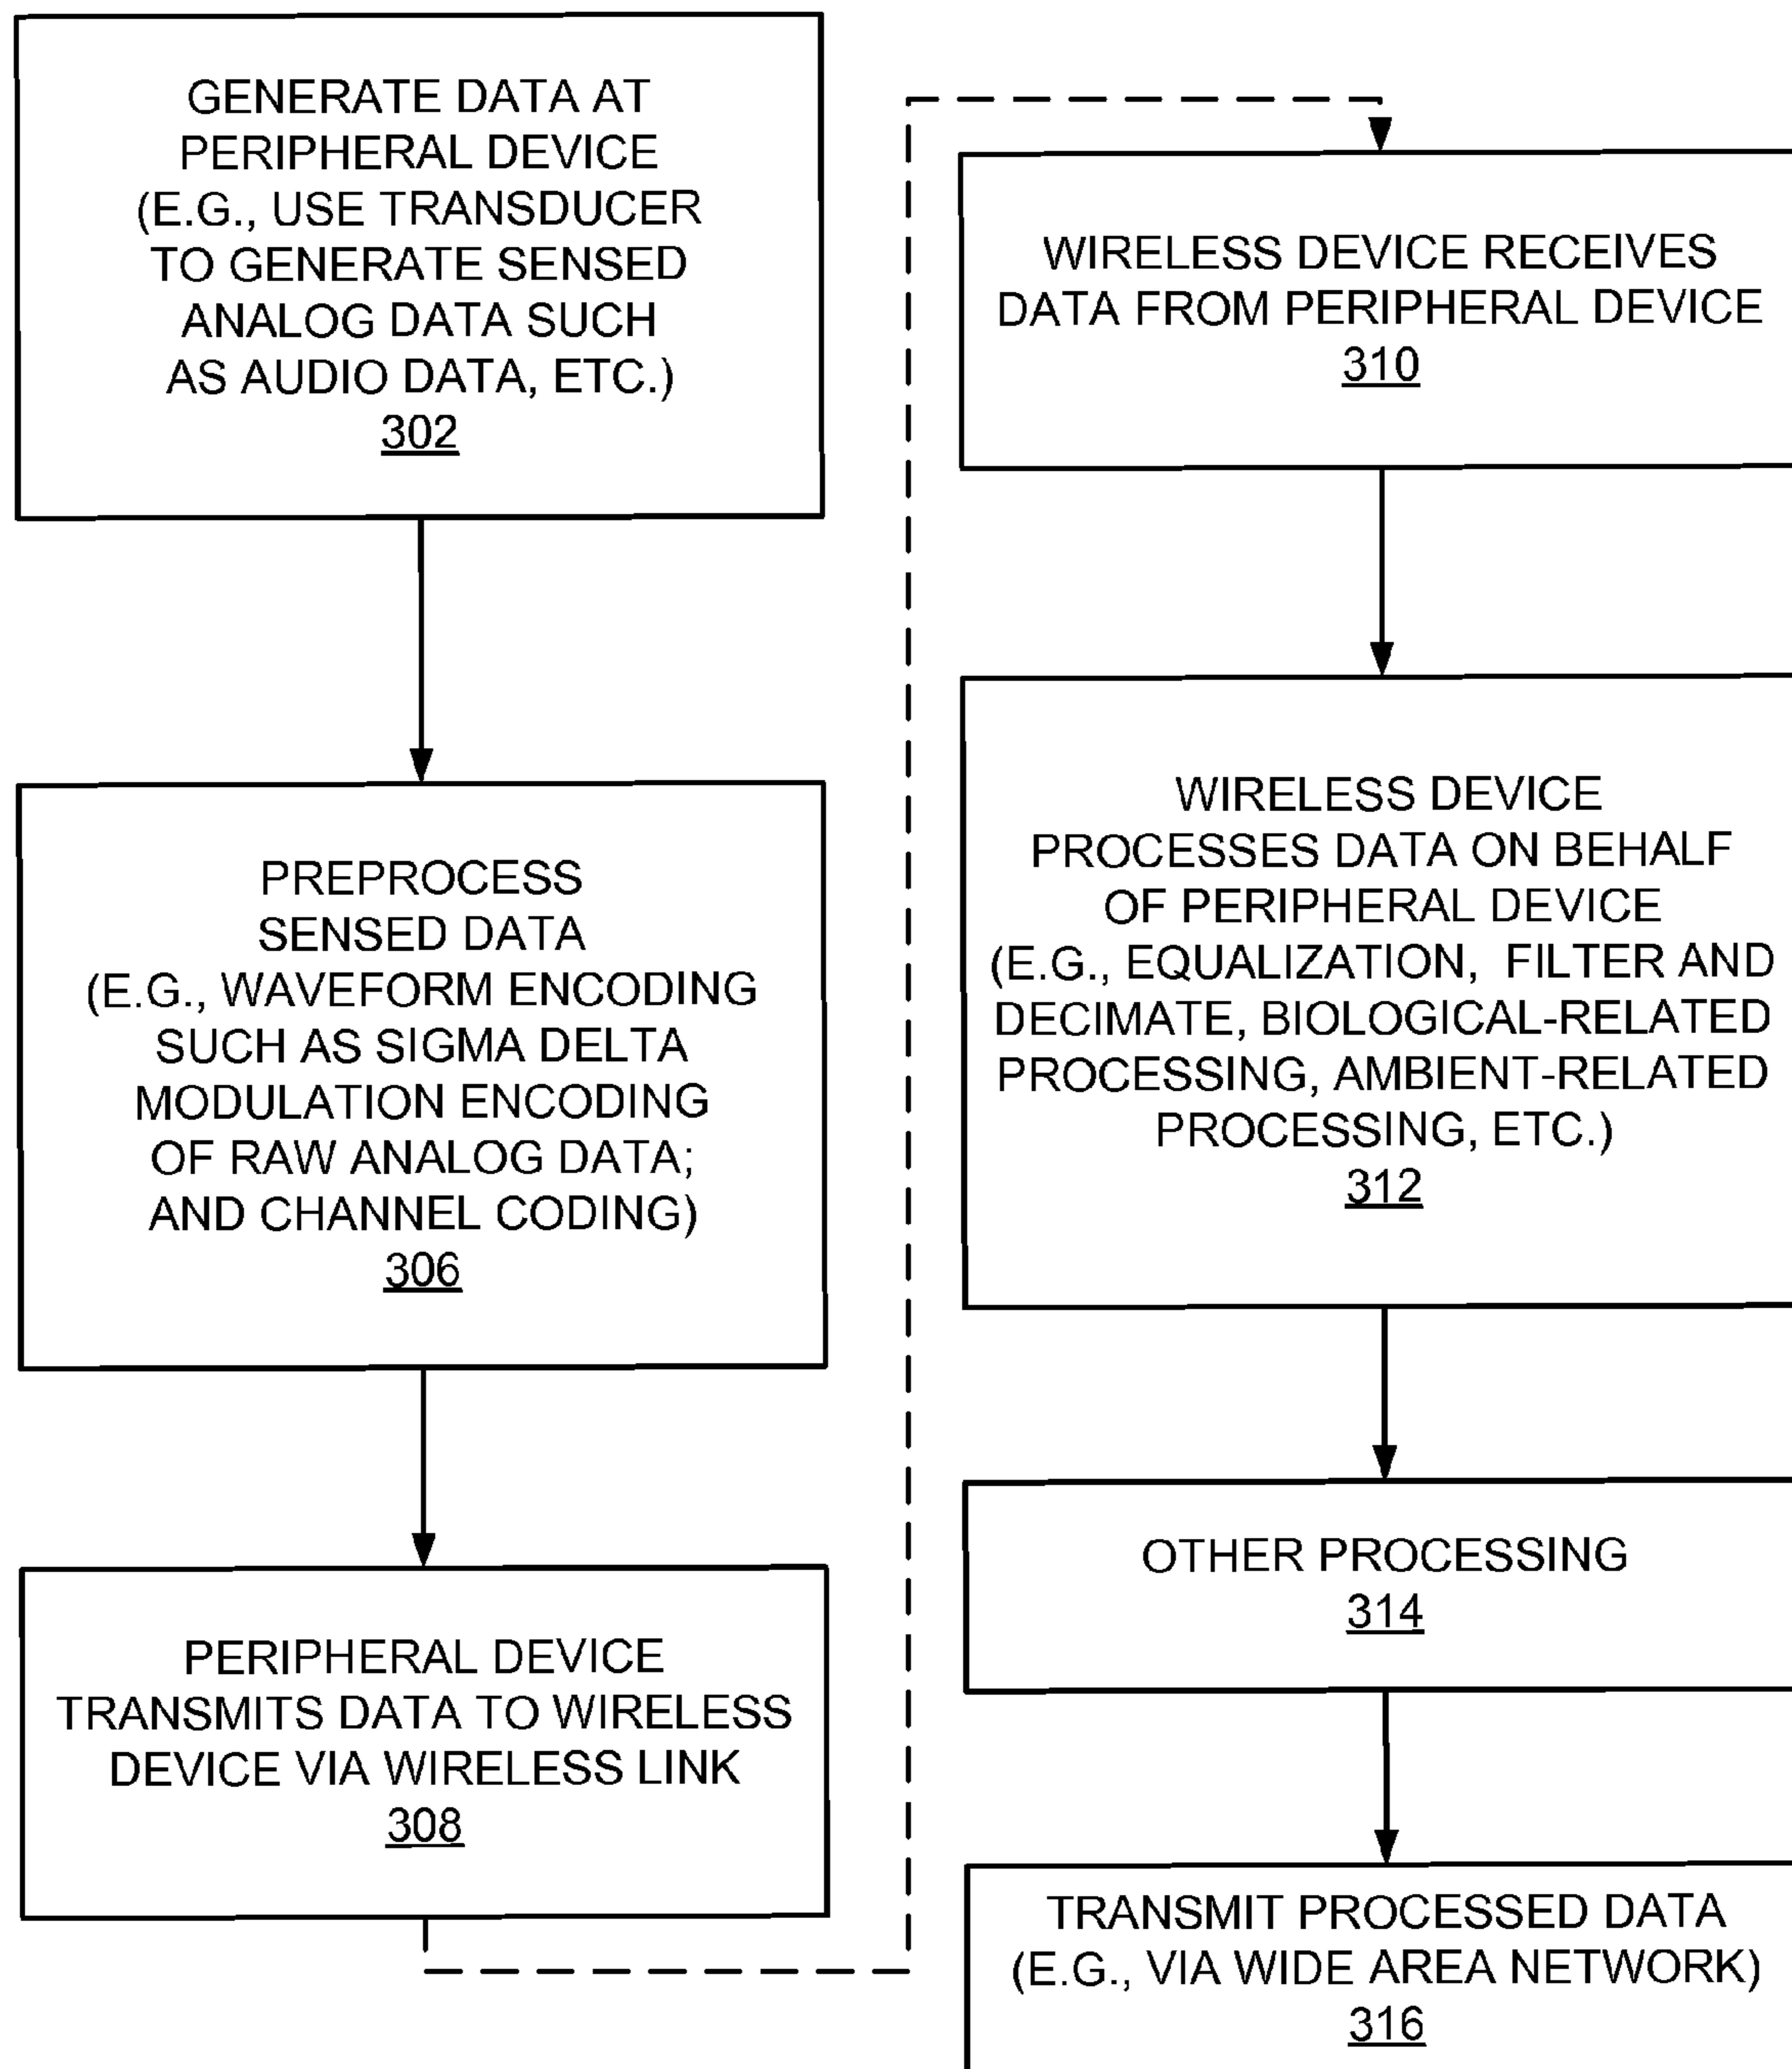 GENERATE DATA AT
PERIPHERAL DEVICE
(E.G., USE TRANSDUCER
TO GENERATE SENSED
ANALOG DATA SUCH
AS AUDIO DATA, ETC.)
302
PREPROCESS
SENSED DATA
(E.G., WAVEFORM ENCODING
SUCH AS SIGMA DELTA
MODULATION ENCODING
OF RAW ANALOG DATA;
AND CHANNEL CODING)
306
PERIPHERAL DEVICE
TRANSMITS DATA TO WIRELESS
DEVICE VIA WIRELESS LINK
308
WIRELESS DEVICE RECEIVES
DATA FROM PERIPHERAL DEVICE
310
WIRELESS DEVICE
PROCESSES DATA ON BEHALF
OF PERIPHERAL DEVICE
(E.G., EQUALIZATION, FILTER AND
DECIMATE, BIOLOGICAL-RELATED
PROCESSING, AMBIENT-RELATED
PROCESSING, ETC.)
312
OTHER PROCESSING
314
TRANSMIT PROCESSED DATA
(E.G., VIA WIDE AREA NETWORK)
316